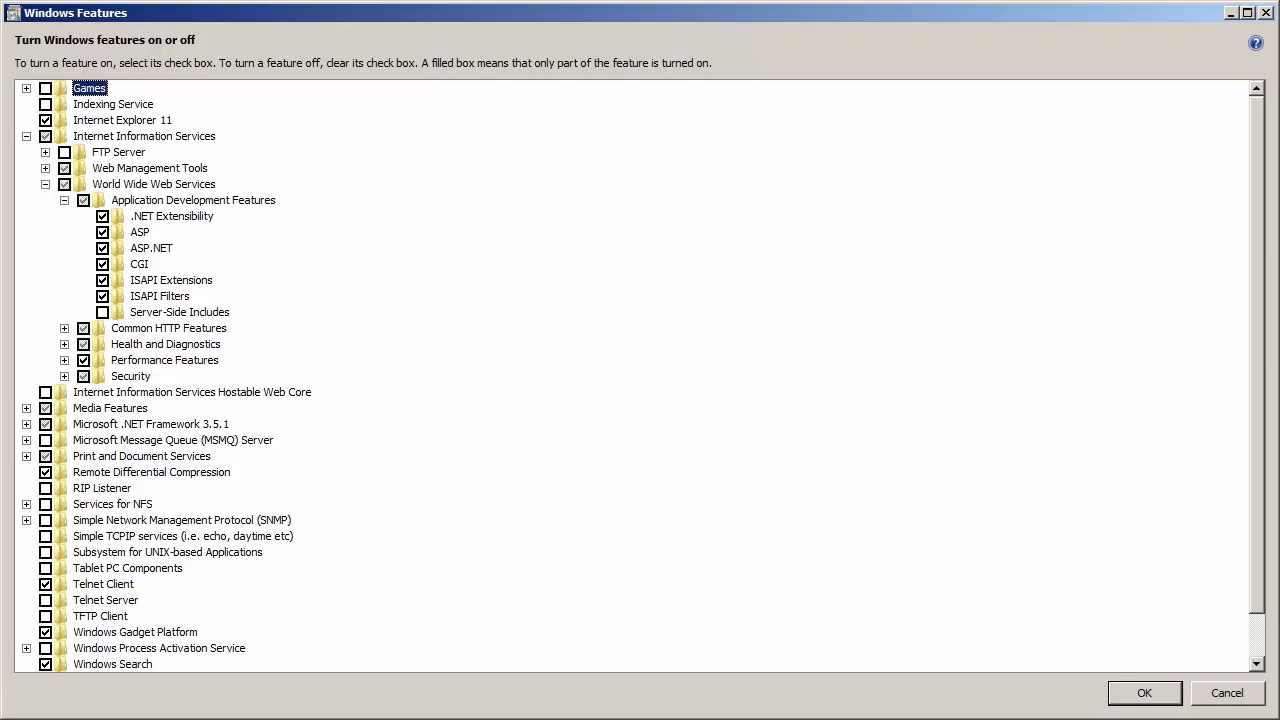 Windows Features
Turn Windows features on or off
To turn a feature on, select its check box. To turn a feature off, clear its check box. A filled box means that only part of the feature is turned on.
Games
Indexing Service
Internet Explorer 11
Internet Information Services
FTP Server
Web Management Tools
World Wide Web Services
Application Development Features
.NET Extensibility
ASP
ASP.NET
CGI
ISAPI Extensions
ISAPI Filters
Server-Side Includes
Common HTTP Features
Health and Diagnostics
Performance Features
Security
Internet Information Services Hostable Web Core
Media Features
Microsoft .NET Framework 3.5.1
Microsoft Message Queue (MSMQ) Server
Print and Document Services
Remote Differential Compression
RIP Listener
Services for NFS
Simple Network Management Protocol (SNMP)
Simple TCPIP services (i.e. echo, daytime etc)
Subsystem for UNIX-based Applications
Tablet PC Components
Telnet Client
Telnet Server
TFTP Client
Windows Gadget Platform
Windows Process Activation Service
Windows Search
OK Cancel